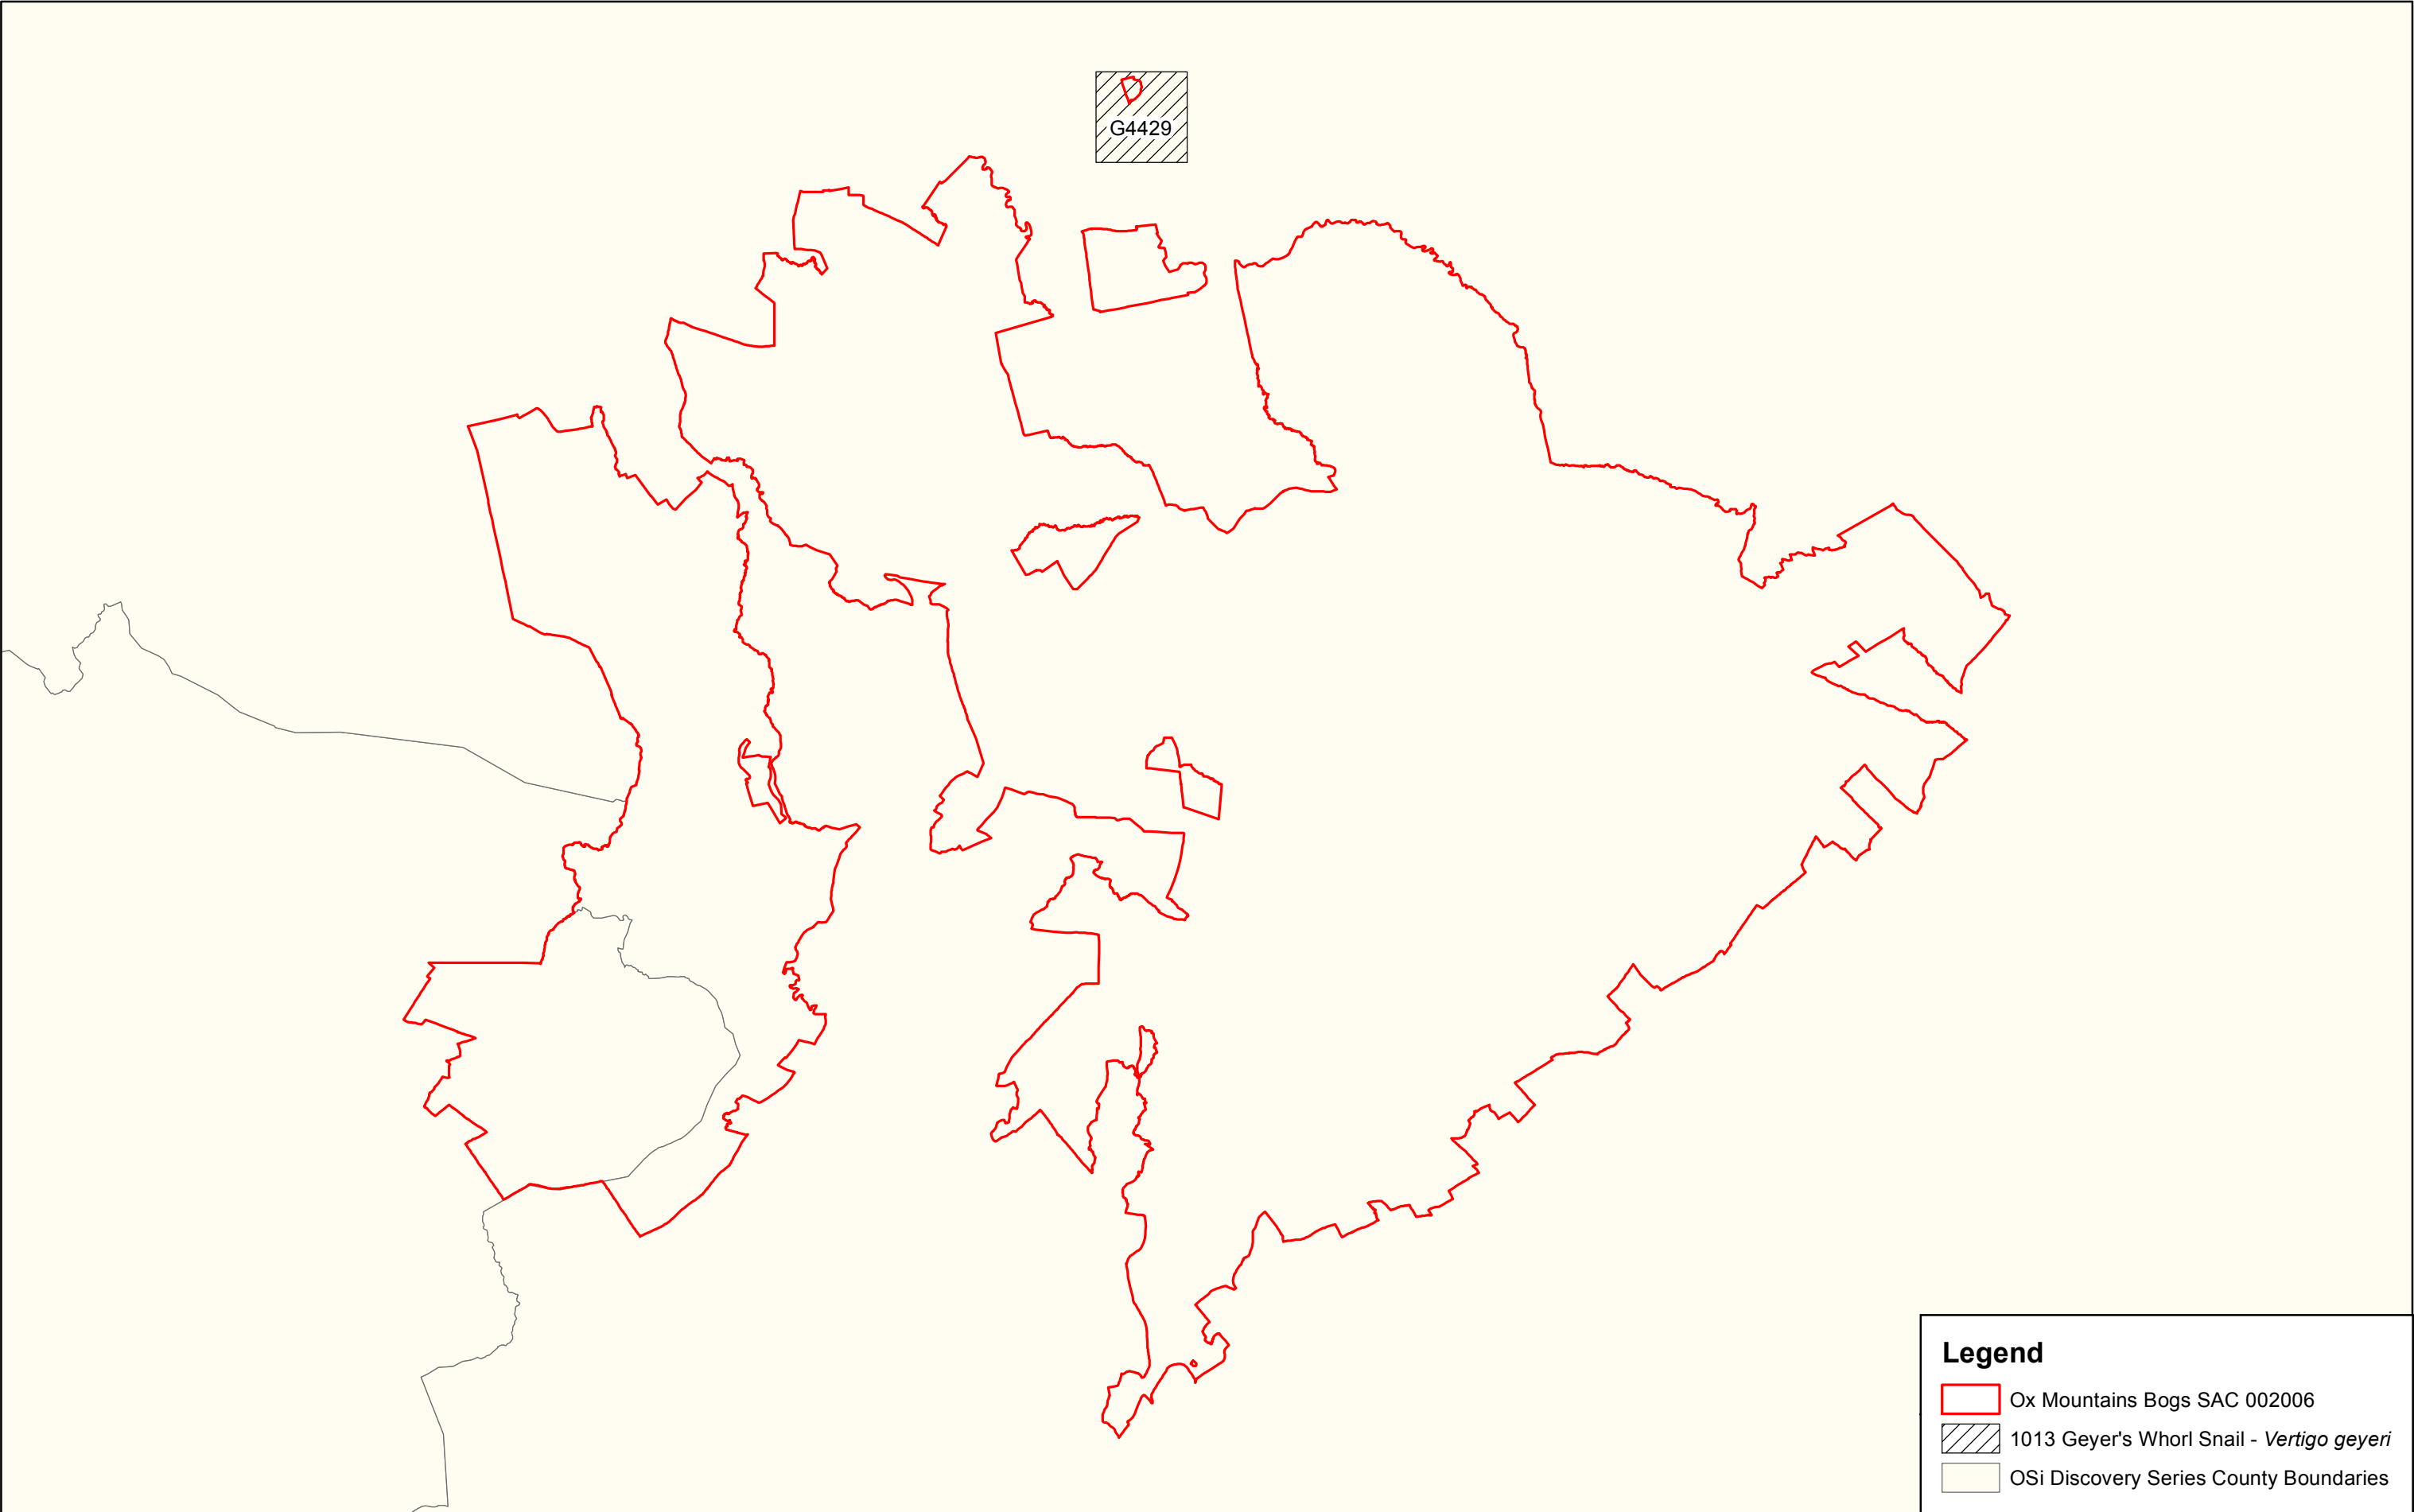 G4429
Legend
Ox Mountains Bogs SAC 002006
1013 Geyer's Whorl Snail - Vertigo geyeri
OSi Discovery Series County Boundaries